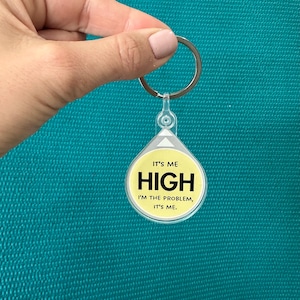 IT'S ME
HIGH
I'M THE PROBLEM,
IT'S ME.